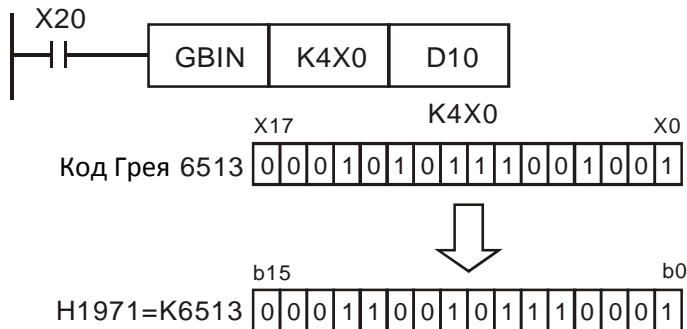 X20
GBIN K4X0 D10
K4X0
X17 X0
Код Грея 6513 0 0 0 1 0 1 0 1 1 1 0 0 1 0 0 1
b15 b0
H1971=K6513 0 0 0 1 1 0 0 1 0 1 1 1 0 0 0 1